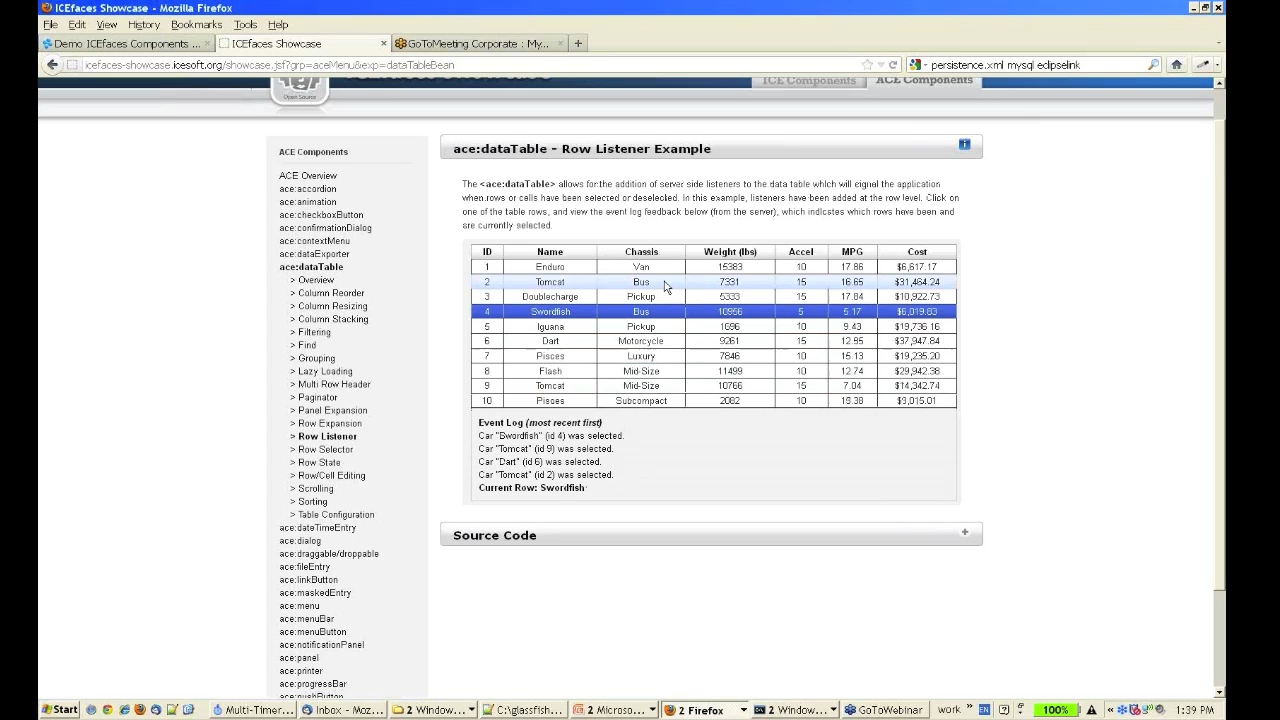 ICEfaces Showcase - Mozilla Firefox
File Edit View History Bookmarks Tools Help
Demo ICEfaces Components ... × ICEfaces Showcase × GoToMeeting Corporate : My... × +
icefaces-showcase.icesoft.org/showcase.jsf?grp=aceMenu&exp=dataTableBean persistence.xml mysql eclipselink
Open Source ICE Components ACE Components
ACE Components
ACE Overview
ace:accordion
ace:animation
ace:checkboxButton
ace:confirmationDialog
ace:contextMenu
ace:dataExporter
ace:dataTable
> Overview
> Column Reorder
> Column Resizing
> Column Stacking
> Filtering
> Find
> Grouping
> Lazy Loading
> Multi Row Header
> Paginator
> Panel Expansion
> Row Expansion
> Row Listener
> Row Selector
> Row State
> Row/Cell Editing
> Scrolling
> Sorting
> Table Configuration
ace:dateTimeEntry
ace:dialog
ace:draggable/droppable
ace:fileEntry
ace:linkButton
ace:maskedEntry
ace:menu
ace:menuBar
ace:menuButton
ace:notificationPanel
ace:panel
ace:printer
ace:progressBar
ace:pushButton
ace:dataTable - Row Listener Example
The <ace:dataTable> allows for the addition of server side listeners to the data table which will signal the application
when rows or cells have been selected or deselected. In this example, listeners have been added at the row level. Click on
one of the table rows, and view the event log feedback below (from the server), which indicates which rows have been and
are currently selected.
ID Name Chassis Weight (lbs) Accel MPG Cost
1 Enduro Van 15383 10 17.86 $6,617.17
2 Tomcat Bus 7331 15 16.65 $31,464.24
3 Doublecharge Pickup 5333 15 17.84 $10,922.73
4 Swordfish Bus 10956 5 5.17 $6,019.83
5 Iguana Pickup 1696 10 9.43 $19,736.16
6 Dart Motorcycle 9261 15 12.95 $37,947.84
7 Pisces Luxury 7846 10 15.13 $19,235.20
8 Flash Mid-Size 11499 10 12.74 $29,942.38
9 Tomcat Mid-Size 10766 15 7.04 $14,342.74
10 Pisces Subcompact 2082 10 19.38 $9,015.01
Event Log (most recent first)
Car "Swordfish" (id 4) was selected.
Car "Tomcat" (id 9) was selected.
Car "Dart" (id 6) was selected.
Car "Tomcat" (id 2) was selected.
Current Row: Swordfish
Source Code +
Start Multi-Timer... Inbox - Moz... 2 Window... C:\glassfish... 2 Microso... 2 Firefox 2 Window... GoToWebinar work EN 100% 1:39 PM